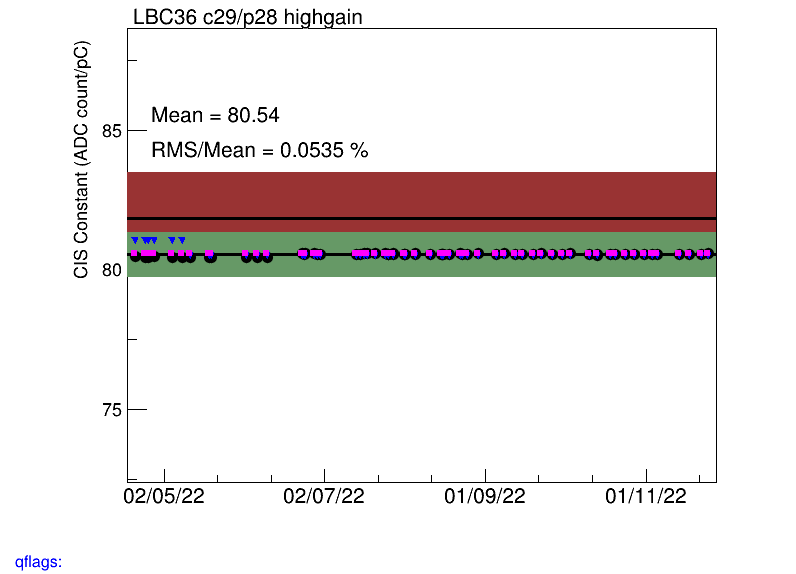 LBC36 c29/p28 highgain
CIS Constant (ADC count/pC)
Mean = 80.54
85
RMS/Mean = 0.0535 %
80
75
02/05/22 02/07/22 01/09/22 01/11/22
qflags: